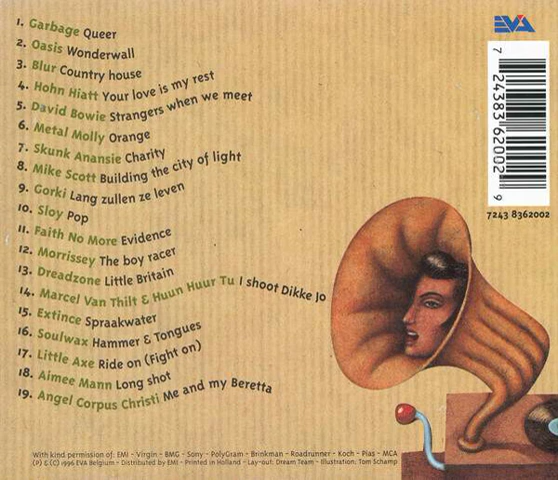 1. Garbage Queer
2. Oasis Wonderwall
3. Blur Country house
4. Hohn Hiatt Your love is my rest
5. David Bowie Strangers when we meet
6. Metal Molly Orange
7. Skunk Anansie Charity
8. Mike Scott Building the city of light
9. Gorki Lang zullen ze leven
10. Sloy Pop
11. Faith No More Evidence
12. Morrissey The boy racer
13. Dreadzone Little Britain
14. Marcel Van Thilt & Huun Huur Tu I shoot Dikke Jo
15. Extince Spraakwater
16. Soulwax Hammer & Tongues
17. Little Axe Ride on (Fight on)
18. Aimee Mann Long shot
19. Angel Corpus Christi Me and my Beretta
EVA
7 24383 62002 9
7243 8362002
With kind permission of: EMI - Virgin - BMG - Sony - PolyGram - Brinkman - Roadrunner - Koch - Pias - MCA
(P) & (C) 1996 EVA Belgium - Distributed by EMI - Printed in Holland - Lay-out: Dream Team - Illustration: Tom Schamp